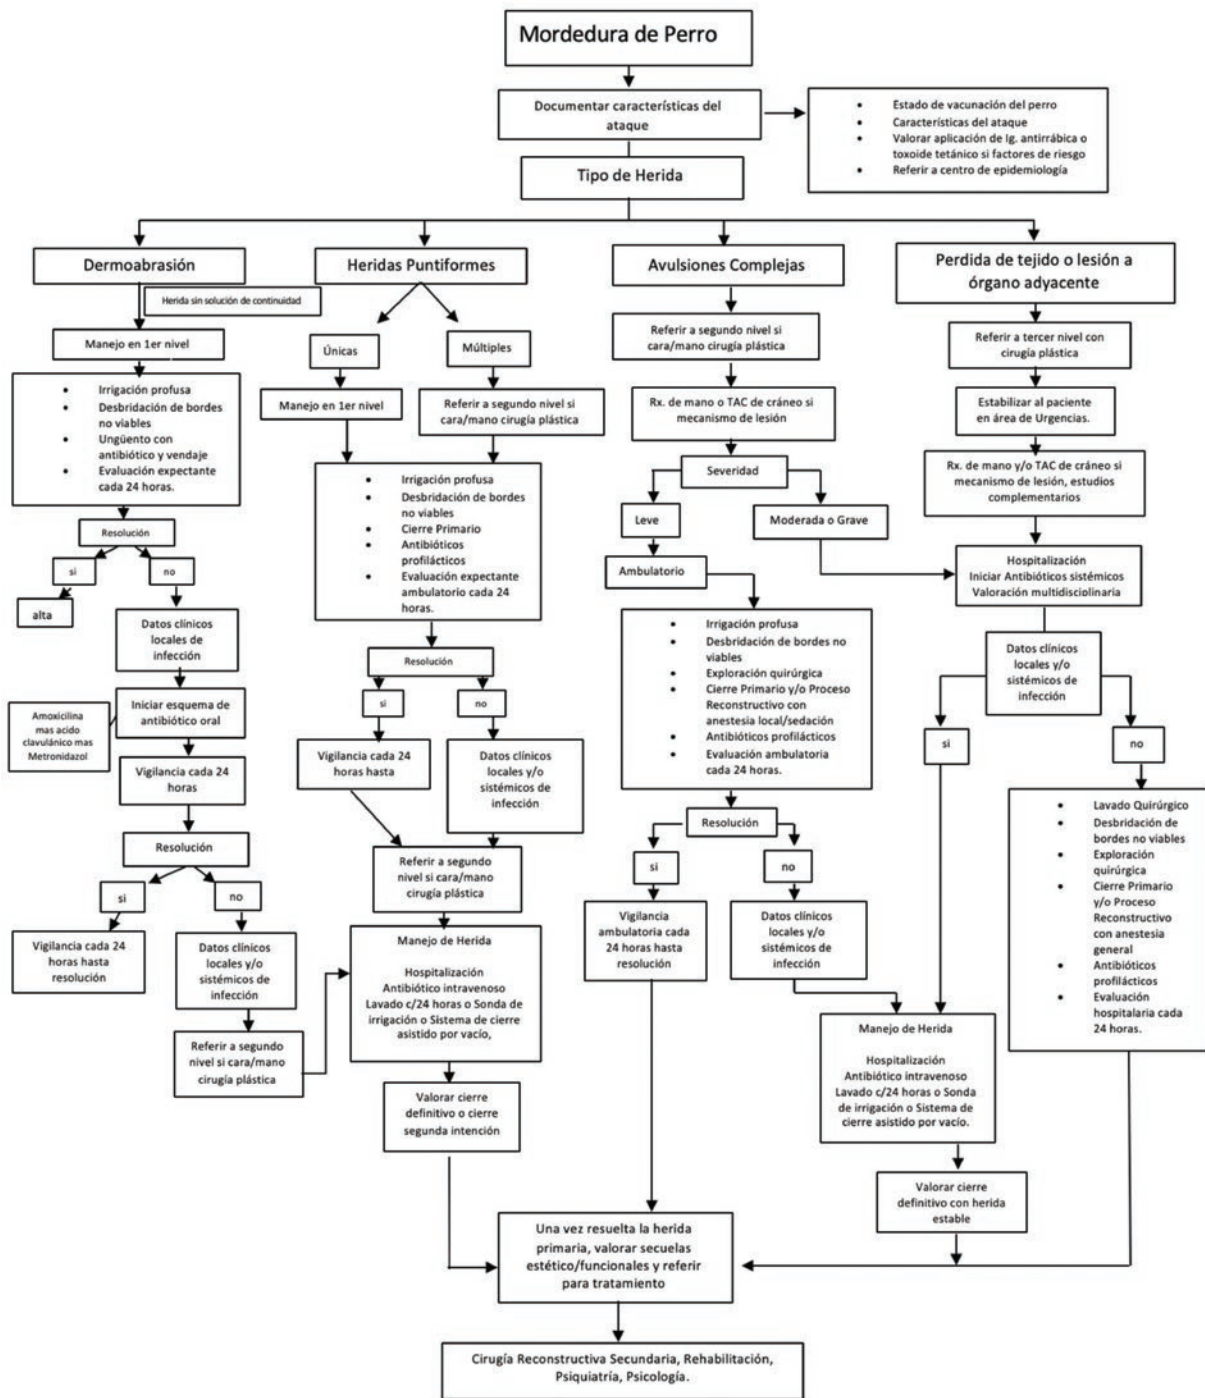 Mordedura de Perro
Documentar características del
ataque
• Estado de vacunación del perro
• Características del ataque
• Valorar aplicación de Ig. antirrábica o
toxoide tetánico si factores de riesgo
• Referir a centro de epidemiología
Tipo de Herida
Dermoabrasión
Herida sin solución de continuidad
Manejo en 1er nivel
• Irrigación profusa
• Desbridación de bordes
no viables
• Ungüento con
antibiótico y vendaje
• Evaluación expectante
cada 24 horas.
Resolución
si
no
alta
Datos clínicos
locales de
infección
Iniciar esquema de
antibiótico oral
Amoxicilina
mas acido
clavulánico mas
Metronidazol
Vigilancia cada 24
horas
Resolución
si
no
Vigilancia cada 24
horas hasta
resolución
Datos clínicos
locales y/o
sistémicos de
infección
Referir a segundo
nivel si cara/mano
cirugía plástica
Heridas Puntiformes
Únicas
Múltiples
Manejo en 1er nivel
Referir a segundo nivel si
cara/mano cirugía plástica
• Irrigación profusa
• Desbridación de bordes
no viables
• Cierre Primario
• Antibióticos
profilácticos
• Evaluación expectante
ambulatorio cada 24
horas.
Resolución
si
no
Vigilancia cada 24
horas hasta
Datos clínicos
locales y/o
sistémicos de
infección
Referir a segundo
nivel si cara/mano
cirugía plástica
Manejo de Herida
Hospitalización
Antibiótico intravenoso
Lavado c/24 horas o Sonda de
irrigación o Sistema de cierre
asistido por vacío,
Valorar cierre
definitivo o cierre
segunda intención
Avulsiones Complejas
Referir a segundo nivel si
cara/mano cirugía plástica
Rx. de mano o TAC de cráneo si
mecanismo de lesión
Severidad
Leve
Moderada o Grave
Ambulatorio
• Irrigación profusa
• Desbridación de bordes no
viables
• Exploración quirúrgica
• Cierre Primario y/o Proceso
Reconstructivo con
anestesia local/sedación
• Antibióticos profilácticos
• Evaluación ambulatoria
cada 24 horas.
Resolución
si
no
Vigilancia
ambulatoria cada
24 horas hasta
resolución
Datos clínicos
locales y/o
sistémicos de
infección
Perdida de tejido o lesión a
órgano adyacente
Referir a tercer nivel con
cirugía plástica
Estabilizar al paciente
en área de Urgencias.
Rx. de mano y/o TAC de cráneo si
mecanismo de lesión, estudios
complementarios
Hospitalización
Iniciar Antibióticos sistémicos
Valoración multidisciplinaria
Datos clínicos
locales y/o
sistémicos de
infección
si
no
• Lavado Quirúrgico
• Desbridación de
bordes no viables
• Exploración
quirúrgica
• Cierre Primario
y/o Proceso
Reconstructivo
con anestesia
general
• Antibióticos
profilácticos
• Evaluación
hospitalaria cada
24 horas.
Manejo de Herida
Hospitalización
Antibiótico intravenoso
Lavado c/24 horas o Sonda
de irrigación o Sistema de
cierre asistido por vacío.
Valorar cierre
definitivo con herida
estable
Una vez resuelta la herida
primaria, valorar secuelas
estético/funcionales y referir
para tratamiento
Cirugía Reconstructiva Secundaria, Rehabilitación,
Psiquiatría, Psicología.